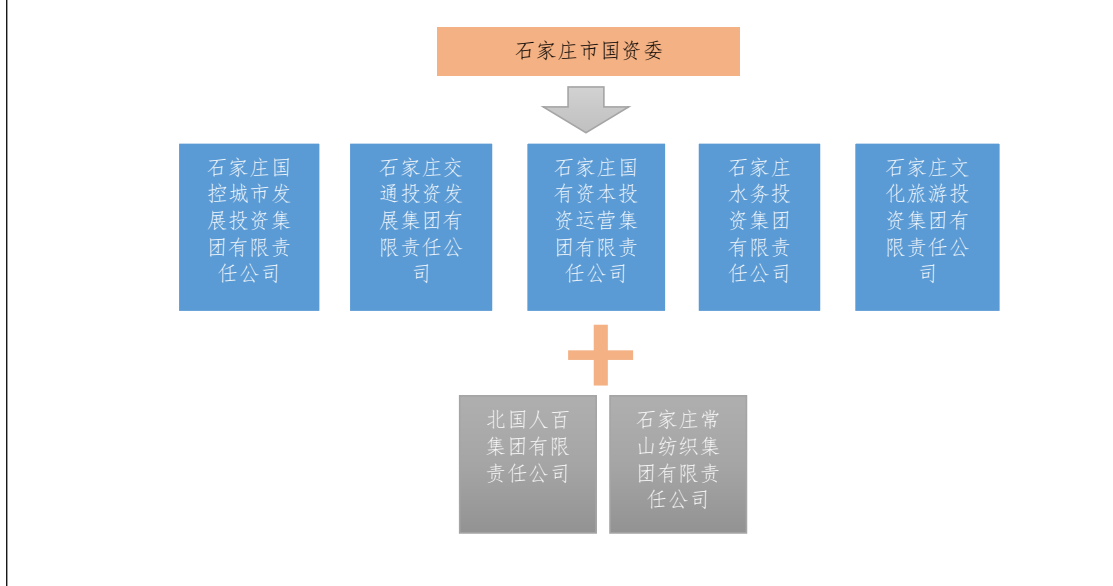 石家庄市国资委
石家庄国
控城市发
展投资集
团有限责
任公司
石家庄交
通投资发
展集团有
限责任公
司
石家庄国
有资本投
资运营集
团有限责
任公司
石家庄
水务投
资集团
有限责
任公司
石家庄文
化旅游投
资集团有
限责任公
司
北国人百
集团有限
责任公司
石家庄常
山纺织集
团有限责
任公司